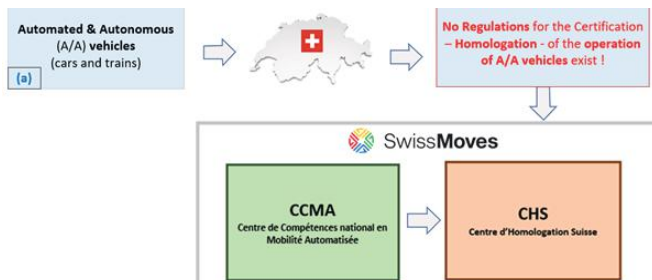 Automated & Autonomous
(A/A) vehicles
(cars and trains)
(a)
No Regulations for the Certification
– Homologation - of the operation
of A/A vehicles exist !
SwissMoves
CCMA
Centre de Compétences national en
Mobilité Automatisée
CHS
Centre d'Homologation Suisse